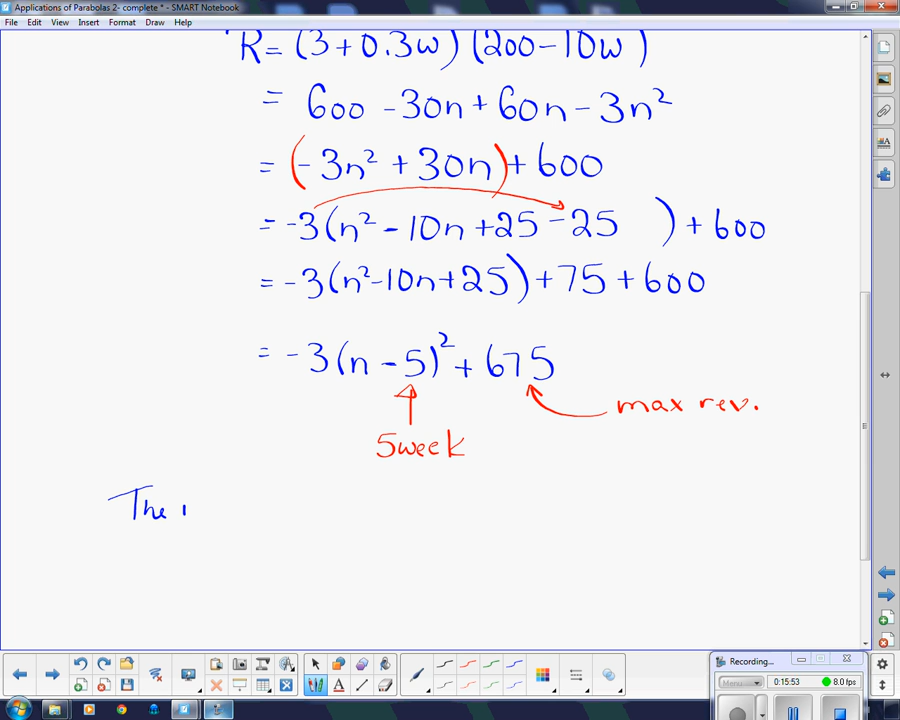 Applications of Parabolas 2- complete * - SMART Notebook
File Edit View Insert Format Draw Help
R = (3+0.3w)(200-10w)
= 600 -30n + 60n - 3n²
= (-3n² + 30n) + 600
= -3(n² - 10n + 25 - 25 ) + 600
= -3(n²-10n+25) + 75 + 600
= -3(n - 5)² + 675
max rev.
5week
The
Recording...
Menu
0:15:53 8.0 fps